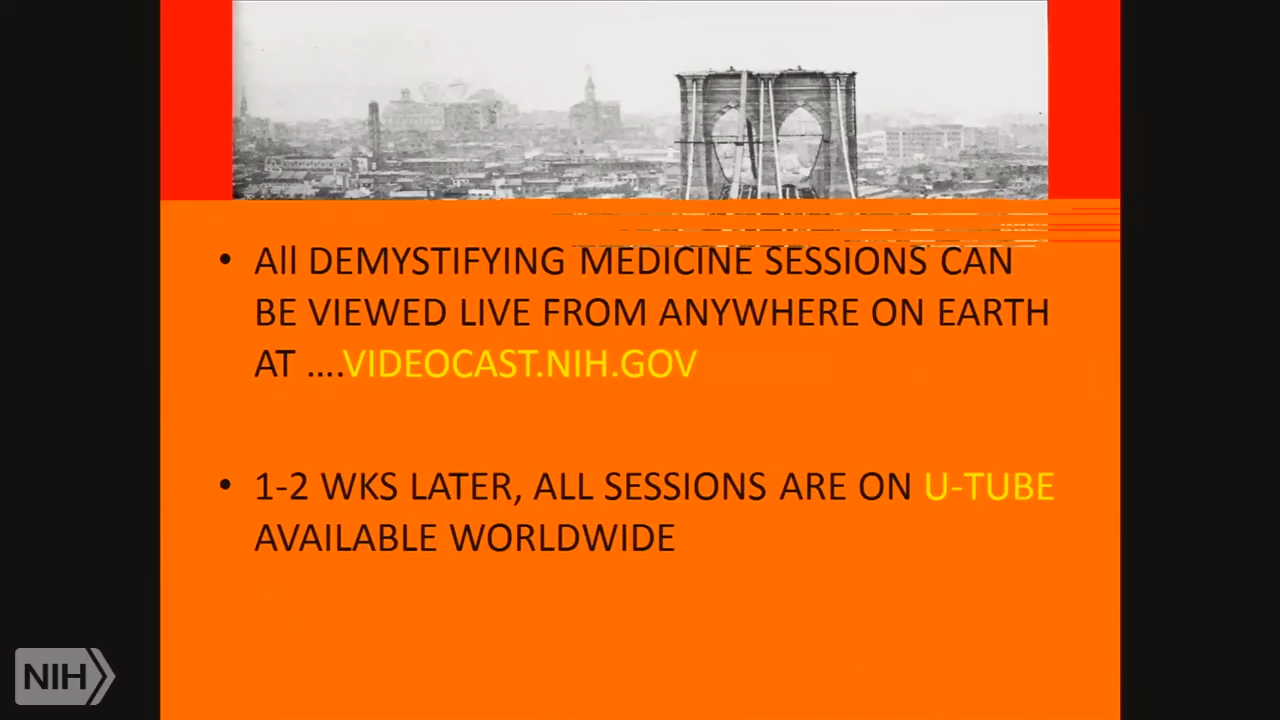 • All DEMYSTIFYING MEDICINE SESSIONS CAN
BE VIEWED LIVE FROM ANYWHERE ON EARTH
AT ....VIDEOCAST.NIH.GOV
• 1-2 WKS LATER, ALL SESSIONS ARE ON U-TUBE
AVAILABLE WORLDWIDE
NIH